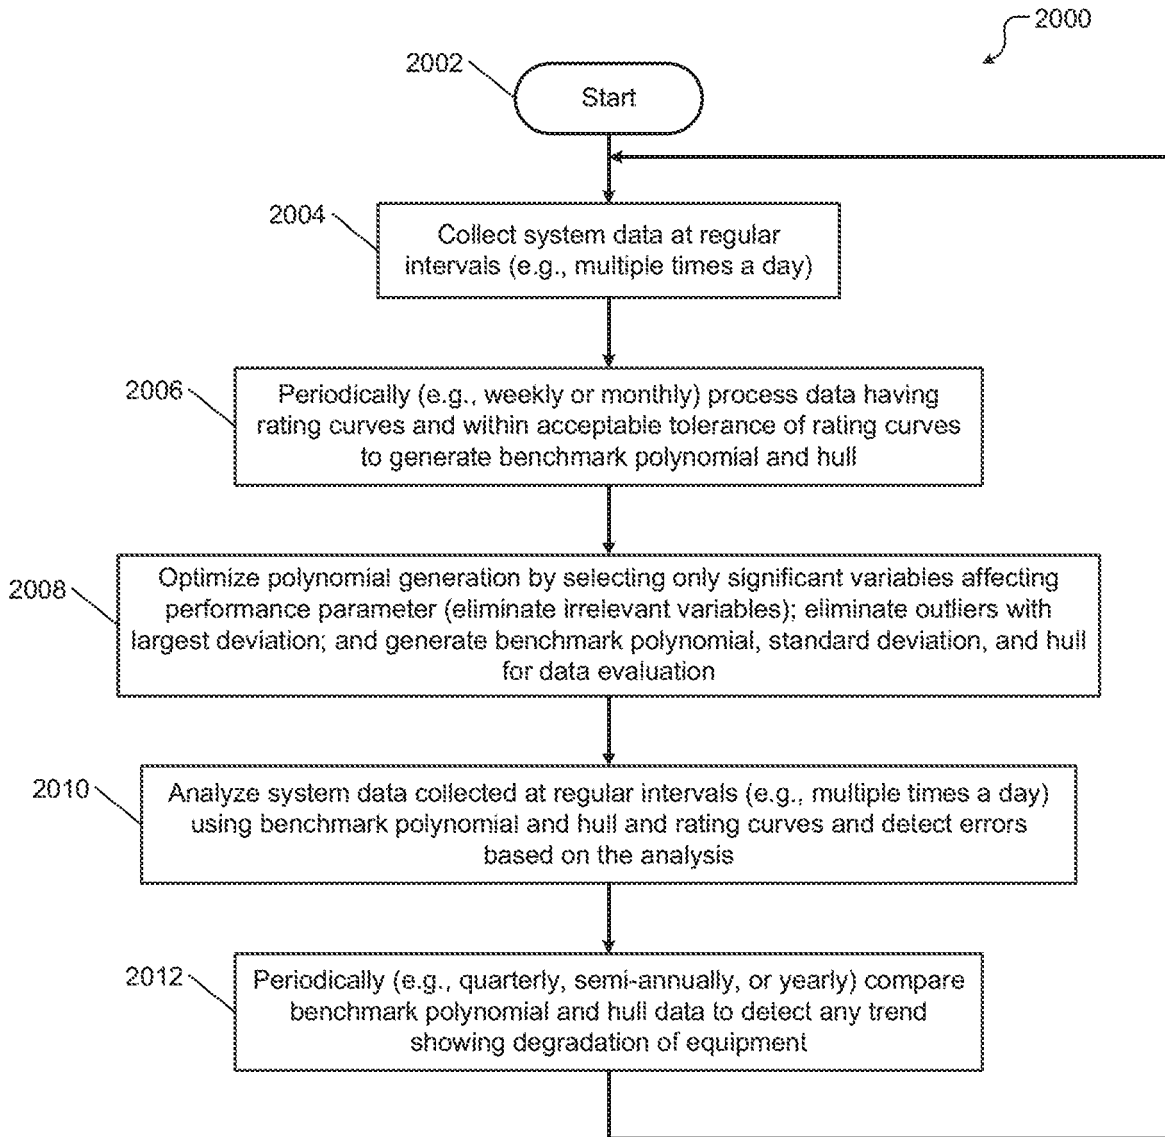 2000
2002
Start
2004
Collect system data at regular
intervals (e.g., multiple times a day)
2006
Periodically (e.g., weekly or monthly) process data having
rating curves and within acceptable tolerance of rating curves
to generate benchmark polynomial and hull
2008
Optimize polynomial generation by selecting only significant variables affecting
performance parameter (eliminate irrelevant variables); eliminate outliers with
largest deviation; and generate benchmark polynomial, standard deviation, and hull
for data evaluation
2010
Analyze system data collected at regular intervals (e.g., multiple times a day)
using benchmark polynomial and hull and rating curves and detect errors
based on the analysis
2012
Periodically (e.g., quarterly, semi-annually, or yearly) compare
benchmark polynomial and hull data to detect any trend
showing degradation of equipment